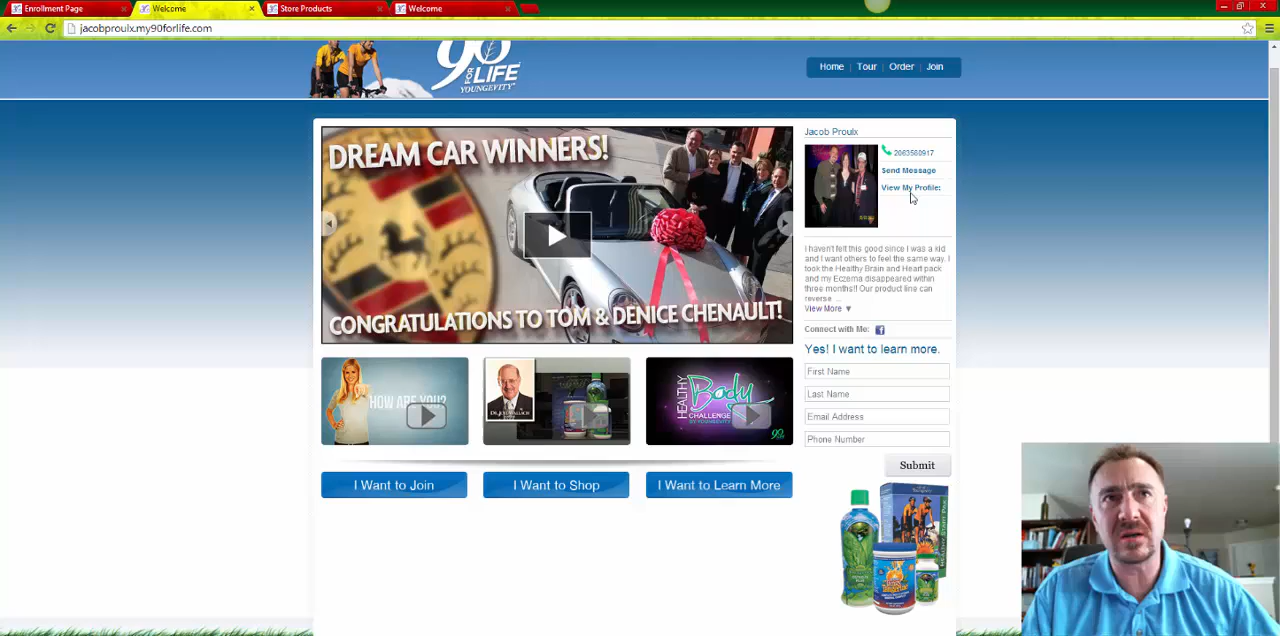 Enrollment Page
Welcome
Store Products
Welcome
jacobproulx.my90forlife.com
90
FOR
LIFE
YOUNGEVITY
Home | Tour | Order | Join
DREAM CAR WINNERS!
CONGRATULATIONS TO TOM & DENICE CHENAULT!
Jacob Proulx
2063580917
Send Message
View My Profile:
I haven't felt this good since I was a kid
and I want others to feel the same way. I
took the Healthy Brain and Heart pack
and my Eczema disappeared within
three months!! Our product line can
reverse ...
View More ▼
Connect with Me:
Yes! I want to learn more.
First Name
Last Name
Email Address
Phone Number
Submit
HOW ARE YOU?
HEALTHY
Body
CHALLENGE
BY YOUNGEVITY
90
I Want to Join
I Want to Shop
I Want to Learn More